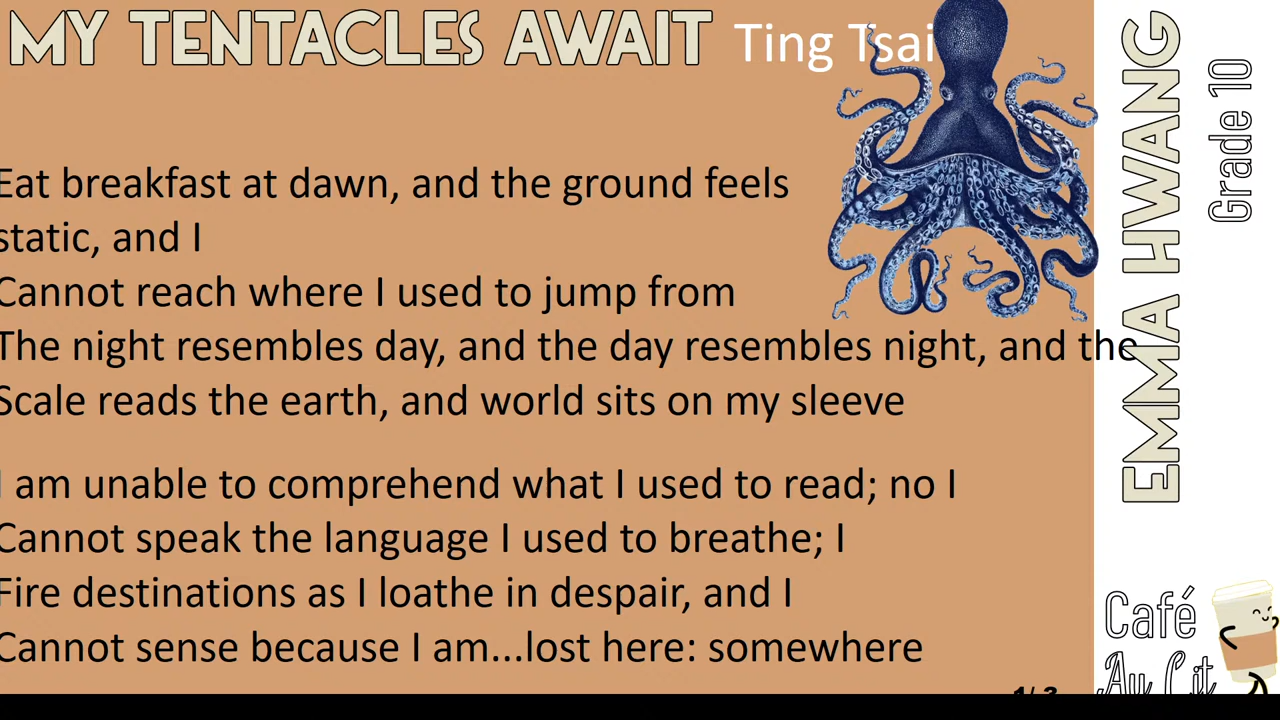 MY TENTACLES AWAIT Ting Tsai
Eat breakfast at dawn, and the ground feels
static, and I
Cannot reach where I used to jump from
The night resembles day, and the day resembles night, and the
Scale reads the earth, and world sits on my sleeve
I am unable to comprehend what I used to read; no I
Cannot speak the language I used to breathe; I
Fire destinations as I loathe in despair, and I
Cannot sense because I am...lost here: somewhere
EMMA HWANG
Grade 10
Café
Au Cit